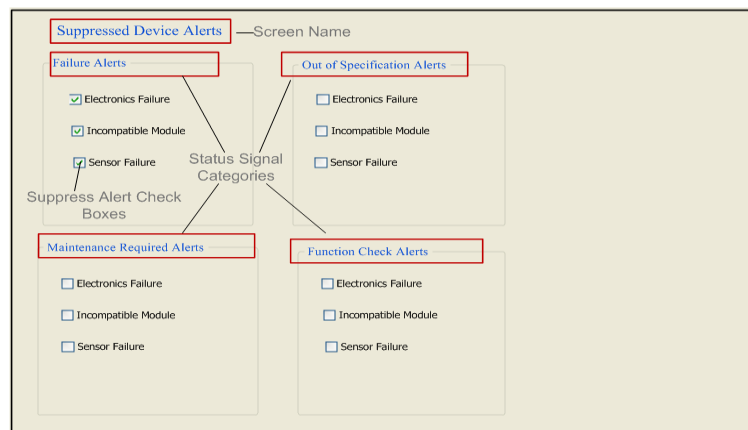 Suppressed Device Alerts
Screen Name
Failure Alerts
Electronics Failure
Incompatible Module
Sensor Failure
Suppress Alert Check
Boxes
Status Signal
Categories
Out of Specification Alerts
Electronics Failure
Incompatible Module
Sensor Failure
Maintenance Required Alerts
Electronics Failure
Incompatible Module
Sensor Failure
Function Check Alerts
Electronics Failure
Incompatible Module
Sensor Failure